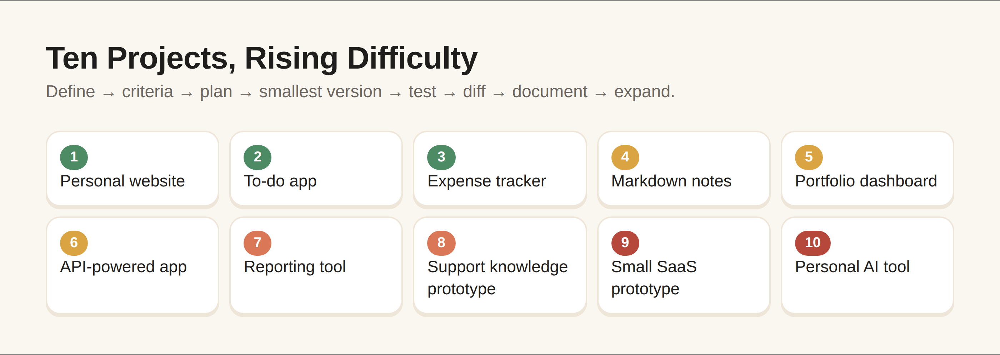 Ten Projects, Rising Difficulty
Define → criteria → plan → smallest version → test → diff → document → expand.
1
Personal website
2
To-do app
3
Expense tracker
4
Markdown notes
5
Portfolio dashboard
6
API-powered app
7
Reporting tool
8
Support knowledge
prototype
9
Small SaaS
prototype
10
Personal AI tool